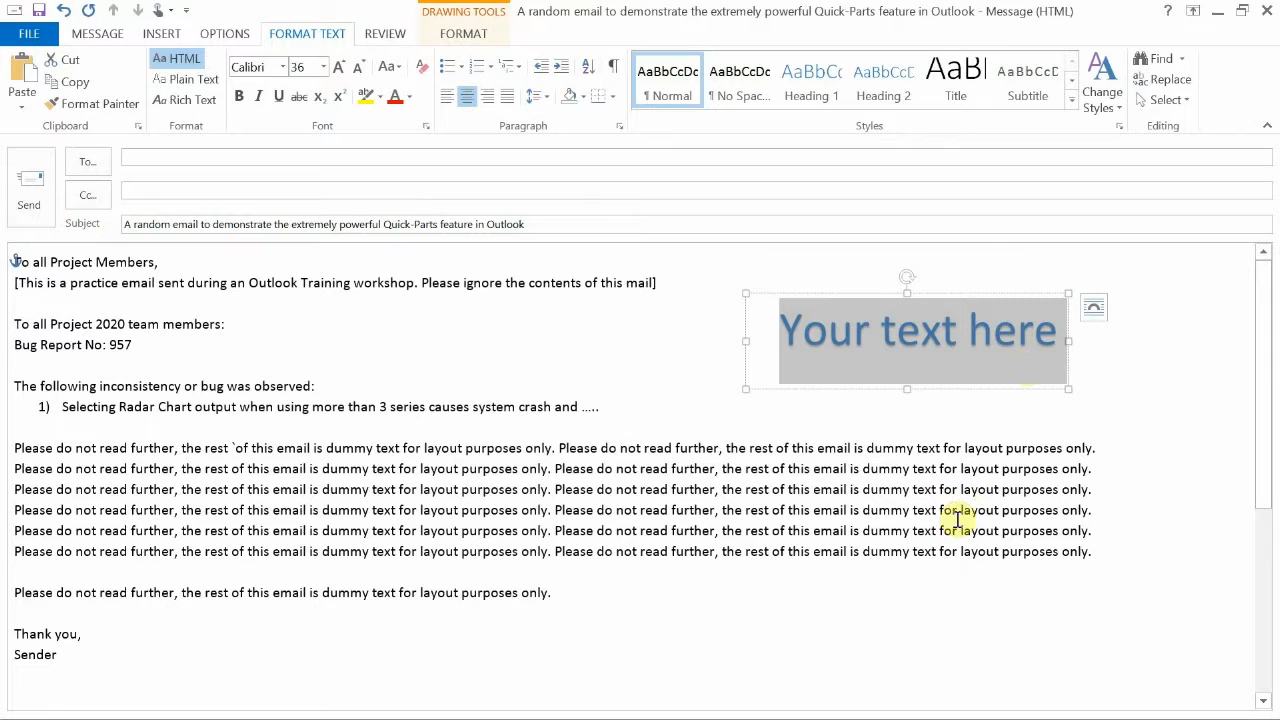 DRAWING TOOLS
A random email to demonstrate the extremely powerful Quick-Parts feature in Outlook - Message (HTML)
FILE MESSAGE INSERT OPTIONS FORMAT TEXT REVIEW FORMAT
Paste
Cut
Copy
Format Painter
Clipboard
Aa HTML
Aa Plain Text
Aa Rich Text
Format
Calibri 36
Aa
B I U abc X2 X2 A
Font
Paragraph
AaBbCcDc
¶ Normal
AaBbCcDc
¶ No Spac...
AaBbCc
Heading 1
AaBbCcDc
Heading 2
AaBl
Title
AaBbCcDc
Subtitle
Change
Styles
Styles
Find
Replace
Select
Editing
Send
To...
Cc...
Subject A random email to demonstrate the extremely powerful Quick-Parts feature in Outlook
To all Project Members,
[This is a practice email sent during an Outlook Training workshop. Please ignore the contents of this mail]
Your text here
To all Project 2020 team members:
Bug Report No: 957
The following inconsistency or bug was observed:
1) Selecting Radar Chart output when using more than 3 series causes system crash and …..
Please do not read further, the rest `of this email is dummy text for layout purposes only. Please do not read further, the rest of this email is dummy text for layout purposes only.
Please do not read further, the rest of this email is dummy text for layout purposes only. Please do not read further, the rest of this email is dummy text for layout purposes only.
Please do not read further, the rest of this email is dummy text for layout purposes only. Please do not read further, the rest of this email is dummy text for layout purposes only.
Please do not read further, the rest of this email is dummy text for layout purposes only. Please do not read further, the rest of this email is dummy text for layout purposes only.
Please do not read further, the rest of this email is dummy text for layout purposes only. Please do not read further, the rest of this email is dummy text for layout purposes only.
Please do not read further, the rest of this email is dummy text for layout purposes only. Please do not read further, the rest of this email is dummy text for layout purposes only.
Please do not read further, the rest of this email is dummy text for layout purposes only.
Thank you,
Sender